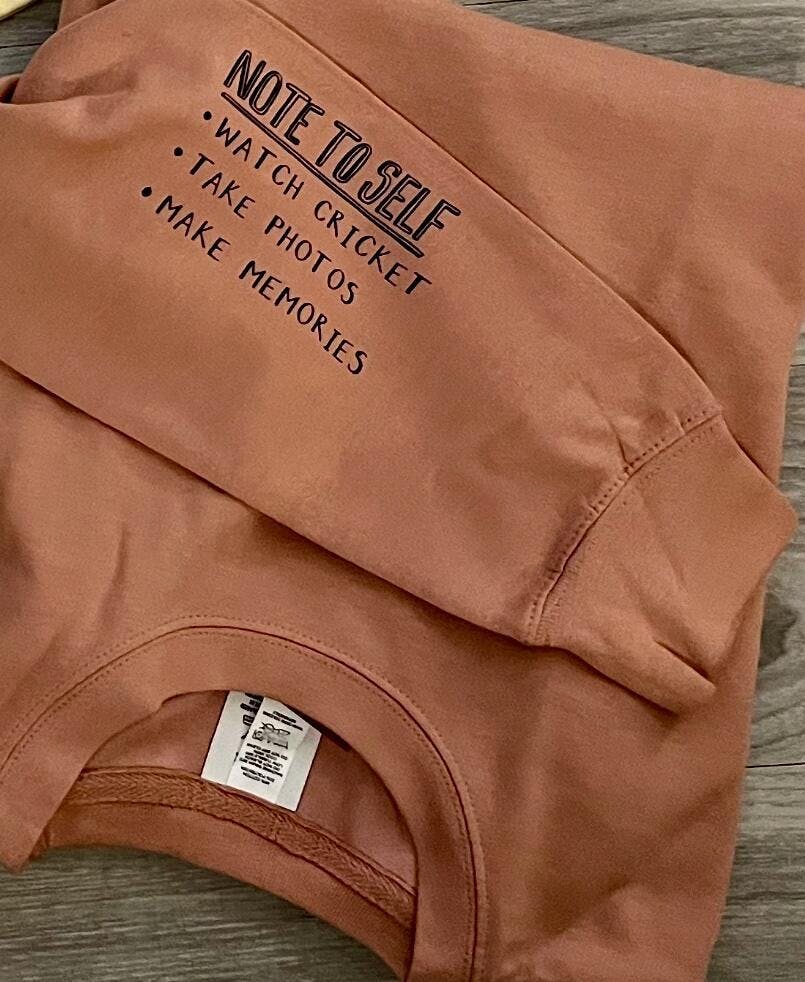 NOTE TO SELF
• WATCH CRICKET
• TAKE PHOTOS
• MAKE MEMORIES